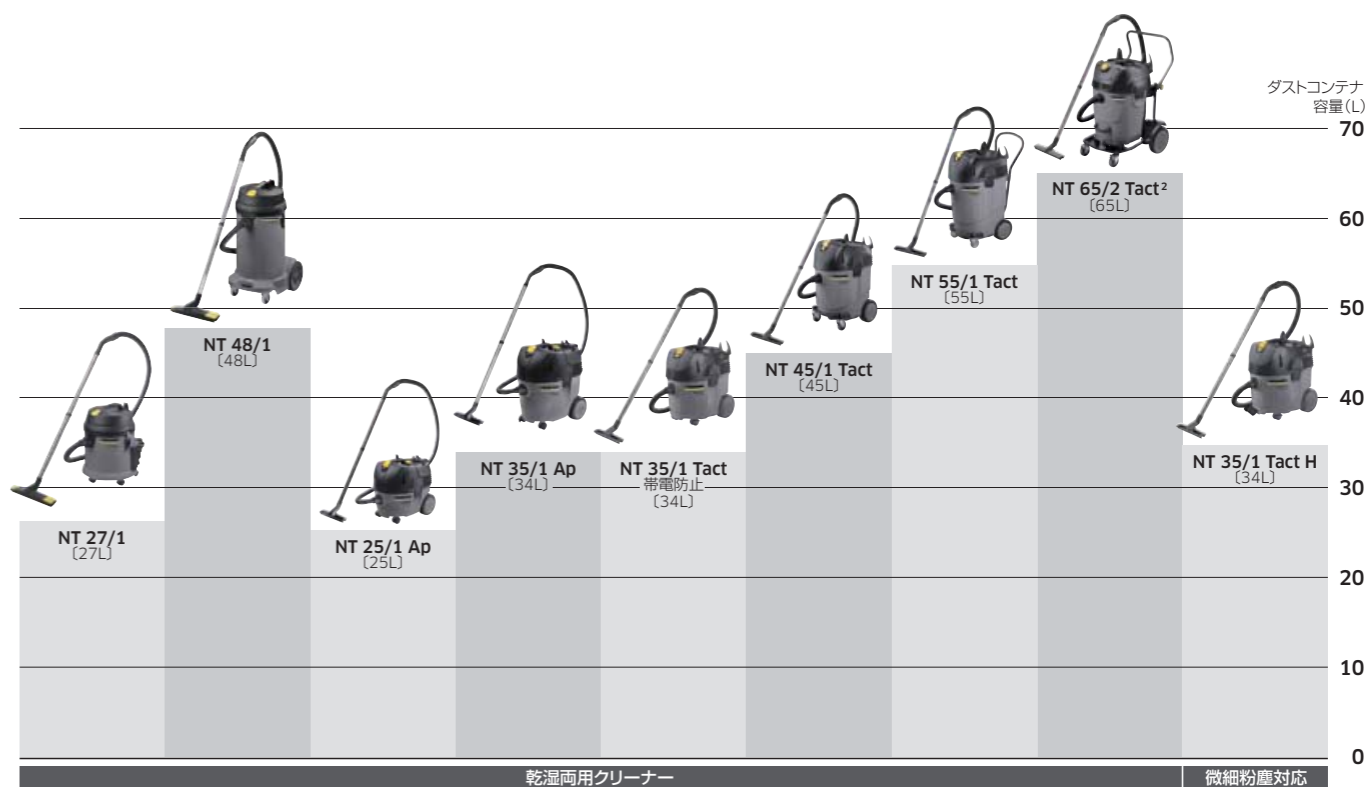 ダストコンテナ
容量(L)
70
60
50
40
30
20
10
0
NT 27/1
〔27L〕
NT 48/1
〔48L〕
NT 25/1 Ap
〔25L〕
NT 35/1 Ap
〔34L〕
NT 35/1 Tact
帯電防止
〔34L〕
NT 45/1 Tact
〔45L〕
NT 55/1 Tact
〔55L〕
NT 65/2 Tact²
〔65L〕
NT 35/1 Tact H
〔34L〕
乾湿両用クリーナー
微細粉塵対応